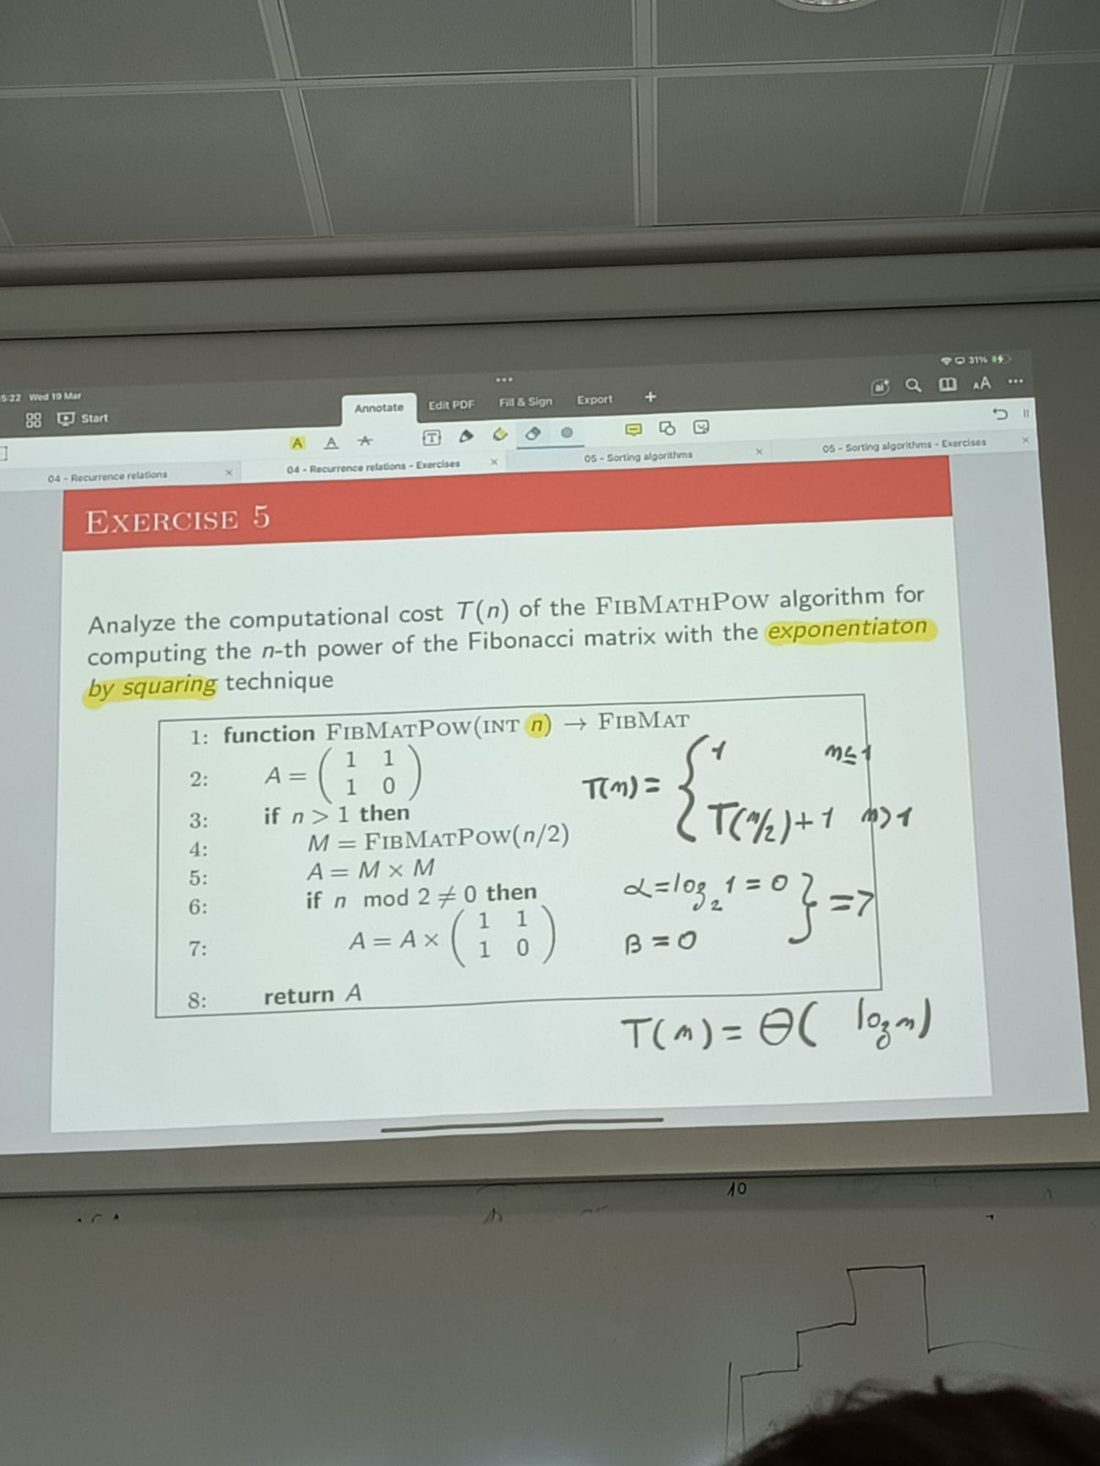 31%
5:22 Wed 19 Mar
Start
Annotate
Edit PDF
Fill & Sign
Export
+
04 - Recurrence relations
04 - Recurrence relations - Exercises
05 - Sorting algorithms
05 - Sorting algorithms - Exercises
EXERCISE 5
Analyze the computational cost T(n) of the FIBMATHPOW algorithm for
computing the n-th power of the Fibonacci matrix with the exponentiaton
by squaring technique
1: function FIBMATPOW(INT n) → FIBMAT
2: A = ( 1 1
1 0 )
3: if n > 1 then
4: M = FIBMATPOW(n/2)
5: A = M × M
6: if n mod 2 ≠ 0 then
7: A = A × ( 1 1
1 0 )
8: return A
T(n) = { 1 n ≤ 1
T(n/2) + 1 n > 1
α = log₂ 1 = 0 } =>
β = 0
T(n) = Θ( log n)
10